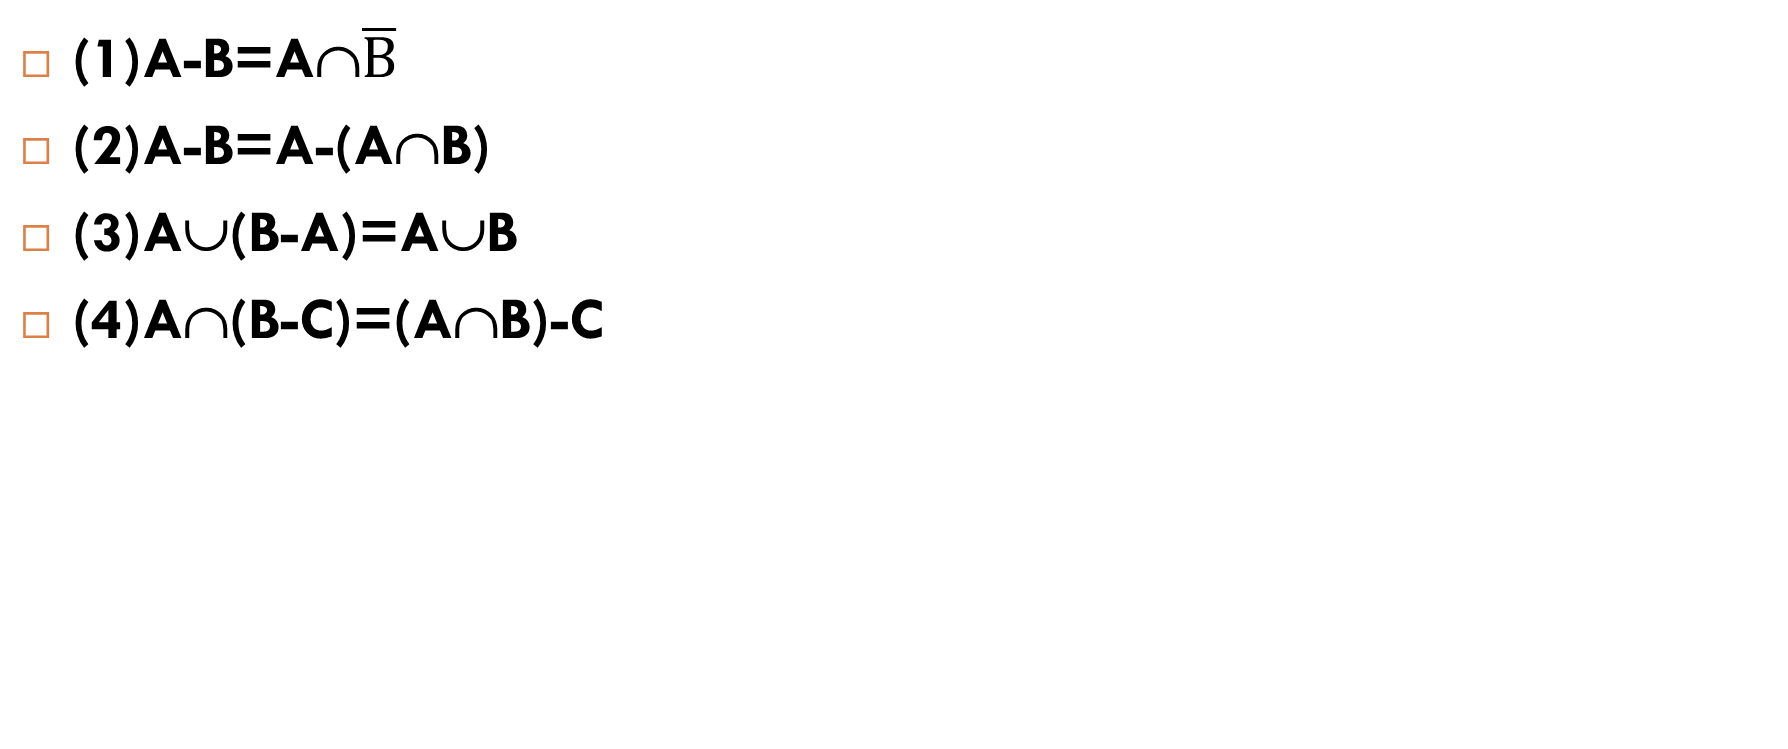 (1)A-B=A∩B̅
(2)A-B=A-(A∩B)
(3)A∪(B-A)=A∪B
(4)A∩(B-C)=(A∩B)-C